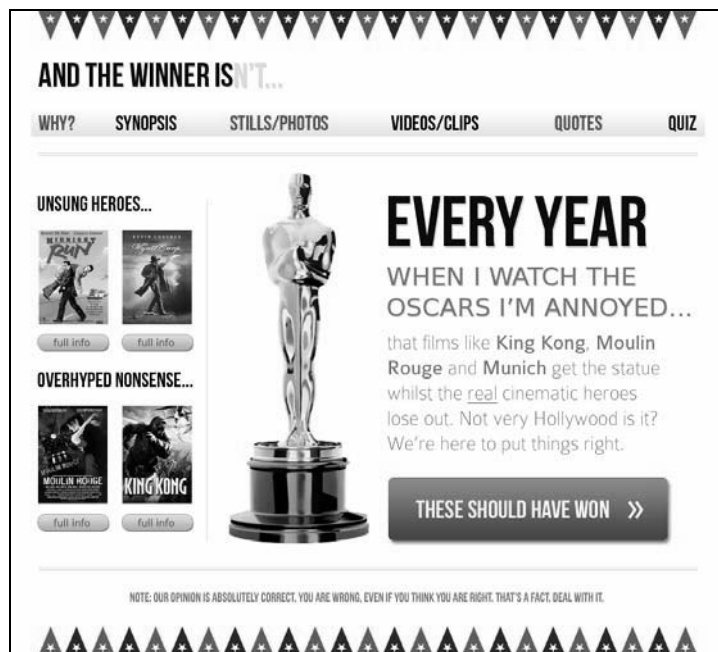 AND THE WINNER ISN'T...
WHY? SYNOPSIS STILLS/PHOTOS VIDEOS/CLIPS QUOTES QUIZ
UNSUNG HEROES...
MIDNIGHT
RUN
full info full info
OVERHYPED NONSENSE...
MOULIN ROUGE
KING KONG
full info full info
EVERY YEAR
WHEN I WATCH THE
OSCARS I'M ANNOYED...
that films like King Kong, Moulin
Rouge and Munich get the statue
whilst the real cinematic heroes
lose out. Not very Hollywood is it?
We're here to put things right.
THESE SHOULD HAVE WON »
NOTE: OUR OPINION IS ABSOLUTELY CORRECT. YOU ARE WRONG, EVEN IF YOU THINK YOU ARE RIGHT. THAT'S A FACT. DEAL WITH IT.